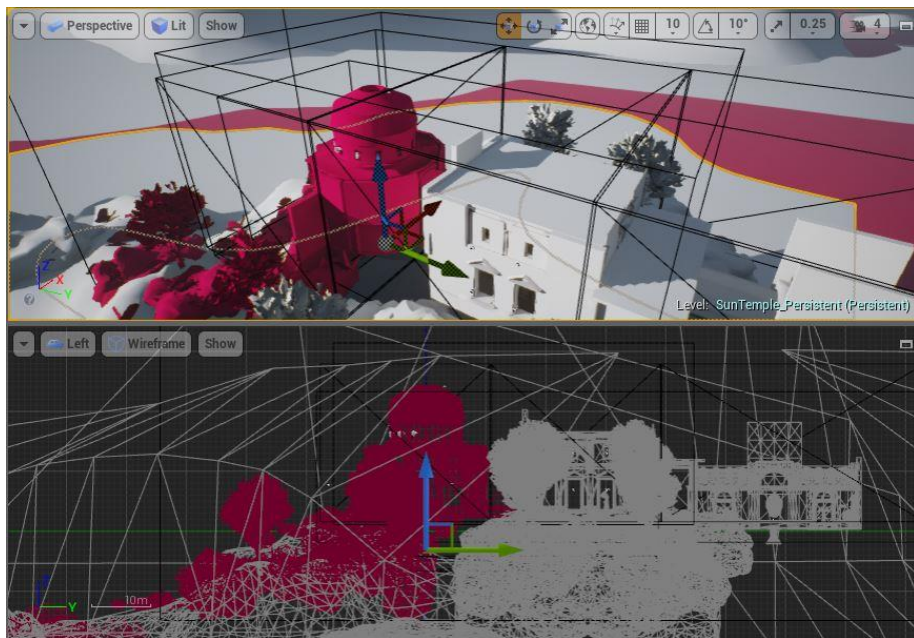 Perspective Lit Show 10 10° 0.25 4
Z
X
Y
Level: SunTemple_Persistent (Persistent)
Left Wireframe Show
Z
Y 10m